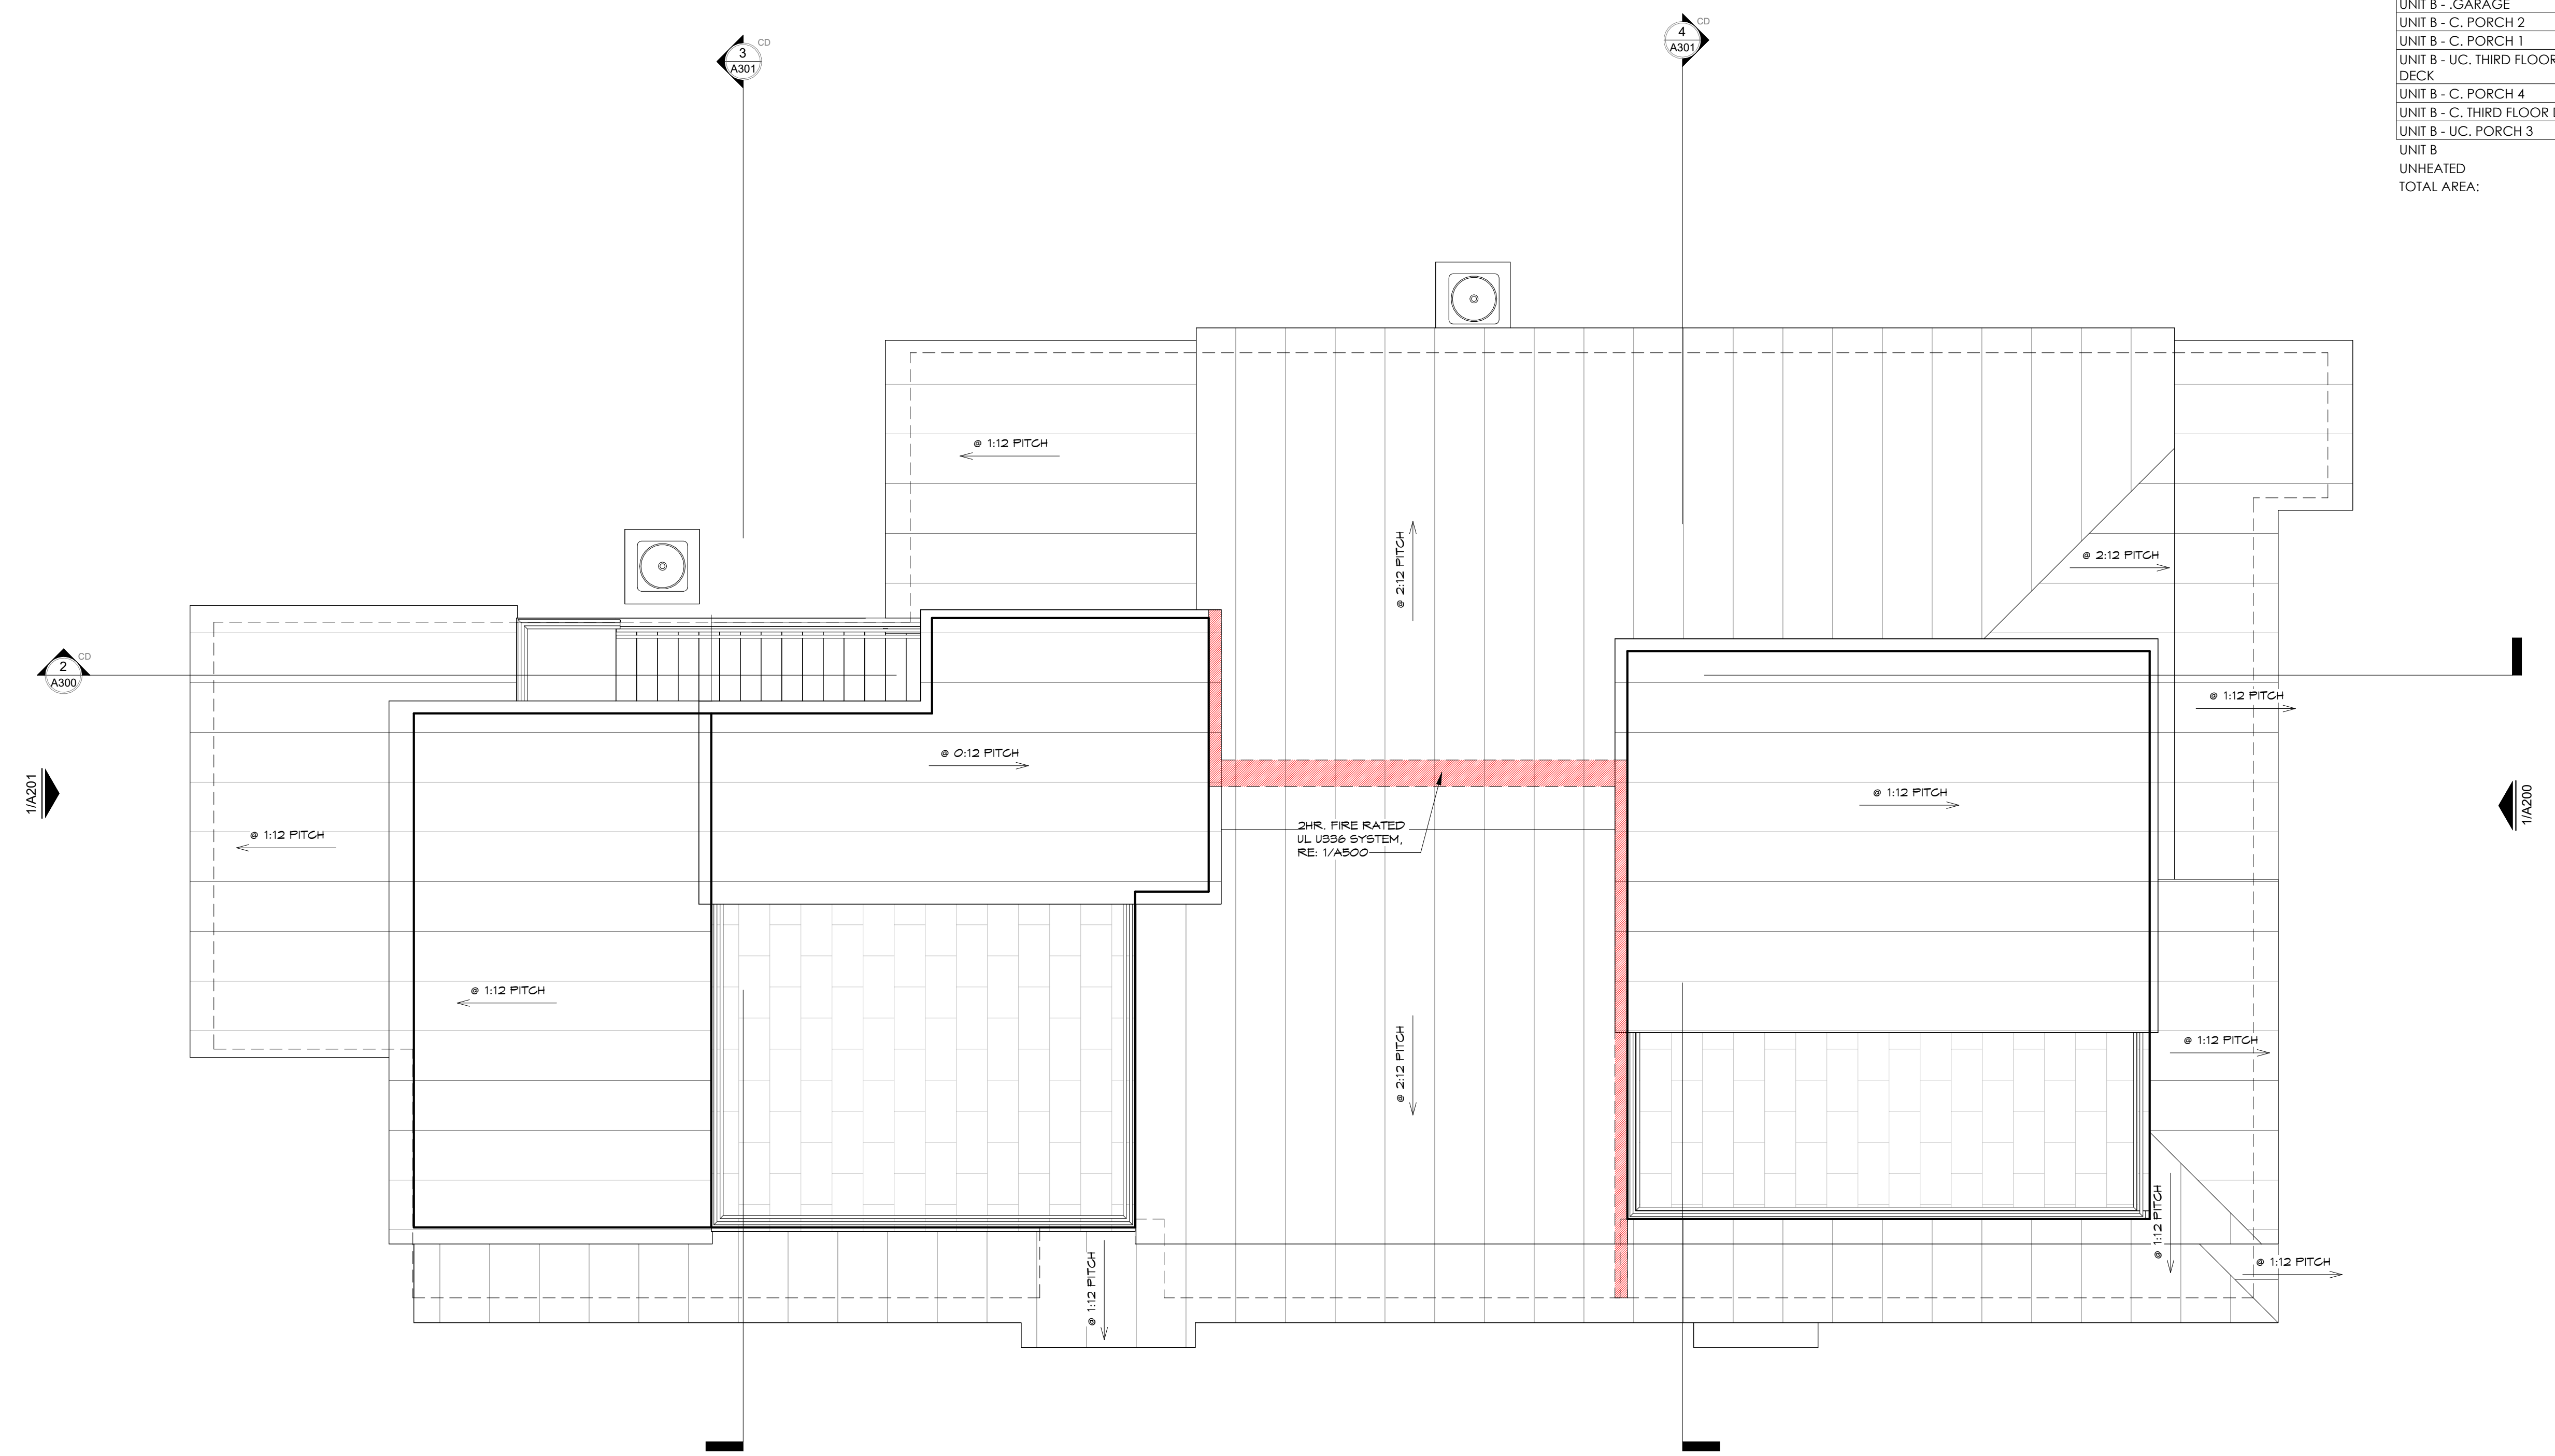 UNIT B - .GARAGE
UNIT B - C. PORCH 2
UNIT B - C. PORCH 1
UNIT B - UC. THIRD FLOOR
DECK
UNIT B - C. PORCH 4
UNIT B - C. THIRD FLOOR
UNIT B - UC. PORCH 3
UNIT B
UNHEATED
TOTAL AREA:
3
A301
CD
4
A301
CD
@ 1:12 PITCH
@ 2:12 PITCH
@ 2:12 PITCH
2
A300
CD
@ 1:12 PITCH
@ 0:12 PITCH
1/A201
@ 1:12 PITCH
1/A200
@ 1:12 PITCH
2HR. FIRE RATED
UL U336 SYSTEM,
RE: 1/A500
@ 1:12 PITCH
@ 2:12 PITCH
@ 1:12 PITCH
@ 1:12 PITCH
@ 1:12 PITCH
@ 1:12 PITCH